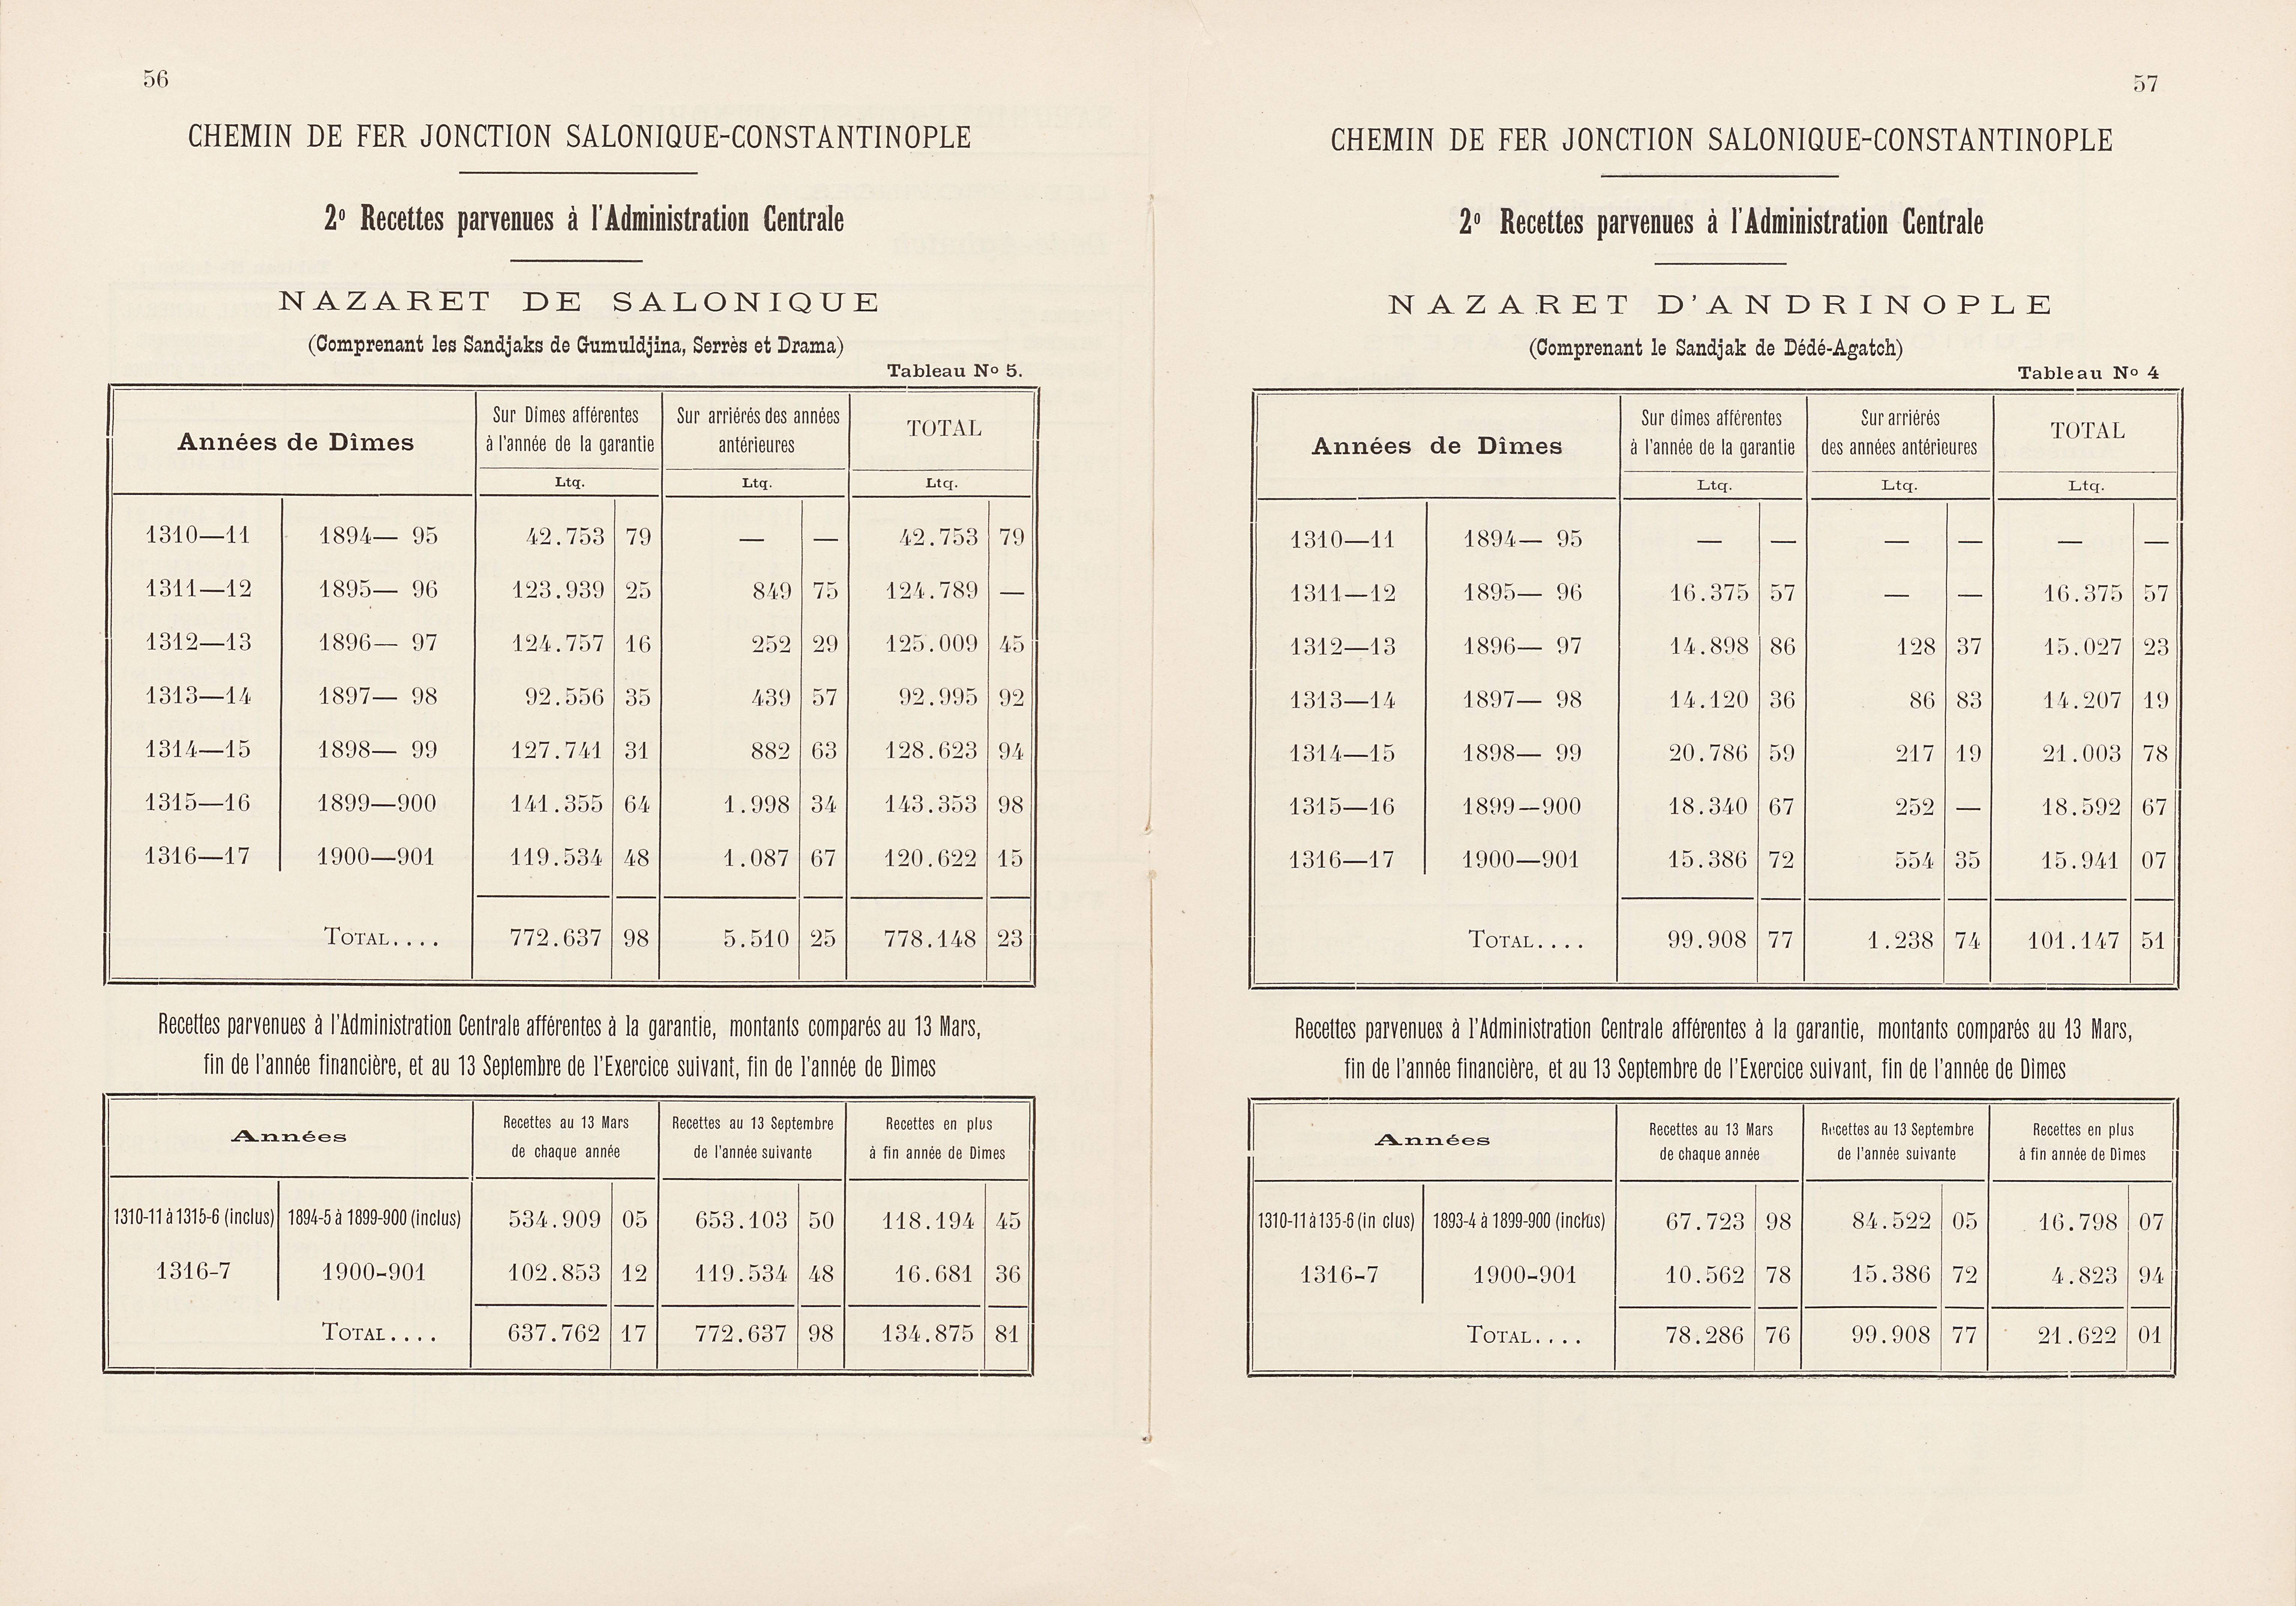 56
CHEMIN DE FER JONCTION SALONIQUE-CONSTANTINOPLE
2º Recettes parvenues à l'Administration Centrale
NAZARET DE SALONIQUE
(Comprenant les Sandjaks de Gumuldjina, Serrès et Drama)
Tableau Nº 5.
Années de Dîmes | Sur Dîmes afférentes à l'année de la garantie | Sur arriérés des années antérieures | TOTAL
Ltq. | Ltq. | Ltq.
1310—11 | 1894— 95 | 42.753 | 79 | — | — | 42.753 | 79
1311—12 | 1895— 96 | 123.939 | 25 | 849 | 75 | 124.789 | —
1312—13 | 1896— 97 | 124.757 | 16 | 252 | 29 | 125.009 | 45
1313—14 | 1897— 98 | 92.556 | 35 | 439 | 57 | 92.995 | 92
1314—15 | 1898— 99 | 127.741 | 31 | 882 | 63 | 128.623 | 94
1315—16 | 1899—900 | 141.355 | 64 | 1.998 | 34 | 143.353 | 98
1316—17 | 1900—901 | 119.534 | 48 | 1.087 | 67 | 120.622 | 15
TOTAL.... | 772.637 | 98 | 5.510 | 25 | 778.148 | 23
Recettes parvenues à l'Administration Centrale afférentes à la garantie, montants comparés au 13 Mars,
fin de l'année financière, et au 13 Septembre de l'Exercice suivant, fin de l'année de Dîmes
Années | Recettes au 13 Mars de chaque année | Recettes au 13 Septembre de l'année suivante | Recettes en plus à fin année de Dîmes
1310-11 à 1315-6 (inclus) | 1894-5 à 1899-900 (inclus) | 534.909 | 05 | 653.103 | 50 | 118.194 | 45
1316-7 | 1900-901 | 102.853 | 12 | 119.534 | 48 | 16.681 | 36
TOTAL.... | 637.762 | 17 | 772.637 | 98 | 134.875 | 81
57
CHEMIN DE FER JONCTION SALONIQUE-CONSTANTINOPLE
2º Recettes parvenues à l'Administration Centrale
NAZARET D'ANDRINOPLE
(Comprenant le Sandjak de Dédé-Agatch)
Tableau Nº 4
Années de Dîmes | Sur dîmes afférentes à l'année de la garantie | Sur arriérés des années antérieures | TOTAL
Ltq. | Ltq. | Ltq.
1310—11 | 1894— 95 | — | — | — | — | — | —
1311—12 | 1895— 96 | 16.375 | 57 | — | — | 16.375 | 57
1312—13 | 1896— 97 | 14.898 | 86 | 128 | 37 | 15.027 | 23
1313—14 | 1897— 98 | 14.120 | 36 | 86 | 83 | 14.207 | 19
1314—15 | 1898— 99 | 20.786 | 59 | 217 | 19 | 21.003 | 78
1315—16 | 1899—900 | 18.340 | 67 | 252 | — | 18.592 | 67
1316—17 | 1900—901 | 15.386 | 72 | 554 | 35 | 15.941 | 07
TOTAL.... | 99.908 | 77 | 1.238 | 74 | 101.147 | 51
Recettes parvenues à l'Administration Centrale afférentes à la garantie, montants comparés au 13 Mars,
fin de l'année financière, et au 13 Septembre de l'Exercice suivant, fin de l'année de Dîmes
Années | Recettes au 13 Mars de chaque année | Recettes au 13 Septembre de l'année suivante | Recettes en plus à fin année de Dîmes
1310-11 à 135-6 (in clus) | 1893-4 à 1899-900 (inclus) | 67.723 | 98 | 84.522 | 05 | 16.798 | 07
1316-7 | 1900-901 | 10.562 | 78 | 15.386 | 72 | 4.823 | 94
TOTAL.... | 78.286 | 76 | 99.908 | 77 | 21.622 | 01